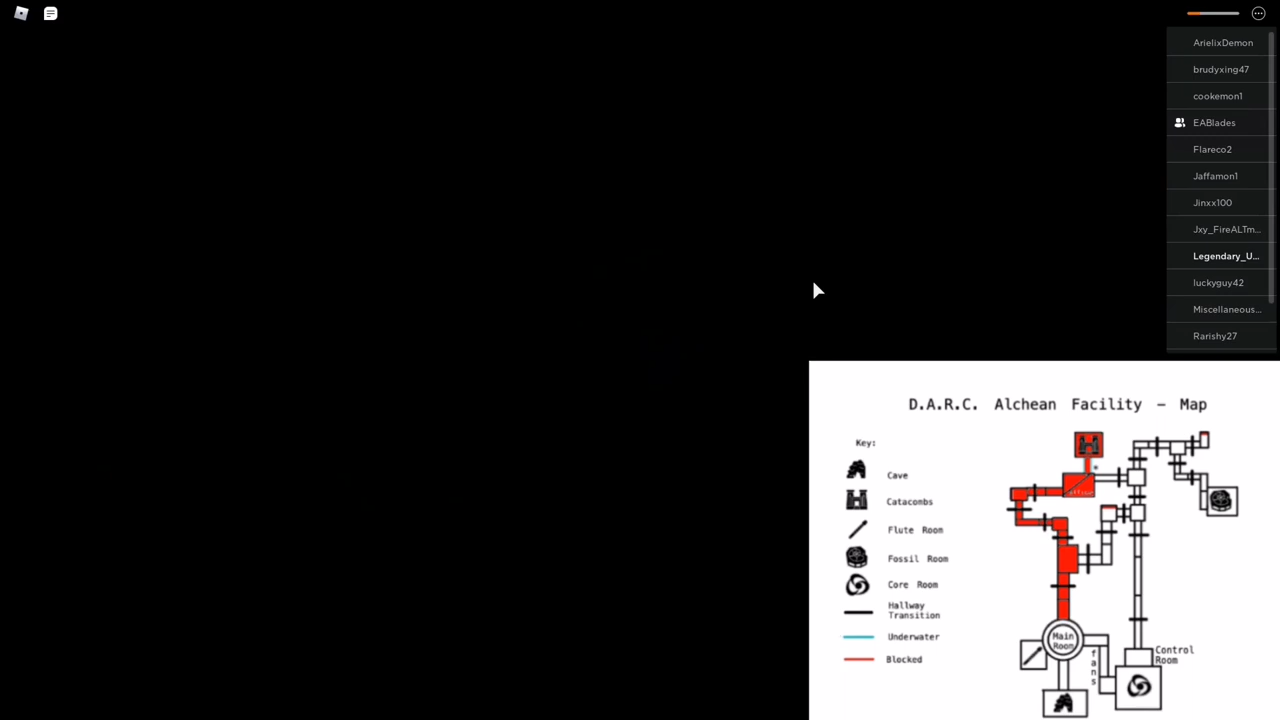 ArielixDemon
brudyxing47
cookemon1
EABlades
Flareco2
Jaffamon1
Jinxx100
Jxy_FireALTm...
Legendary_U...
luckyguy42
Miscellaneous...
Rarishy27
D.A.R.C. Alchean Facility - Map
Key:
Cave
Catacombs
Flute Room
Fossil Room
Core Room
Hallway
Transition
Underwater
Blocked
Main
Room
fans
Control
Room